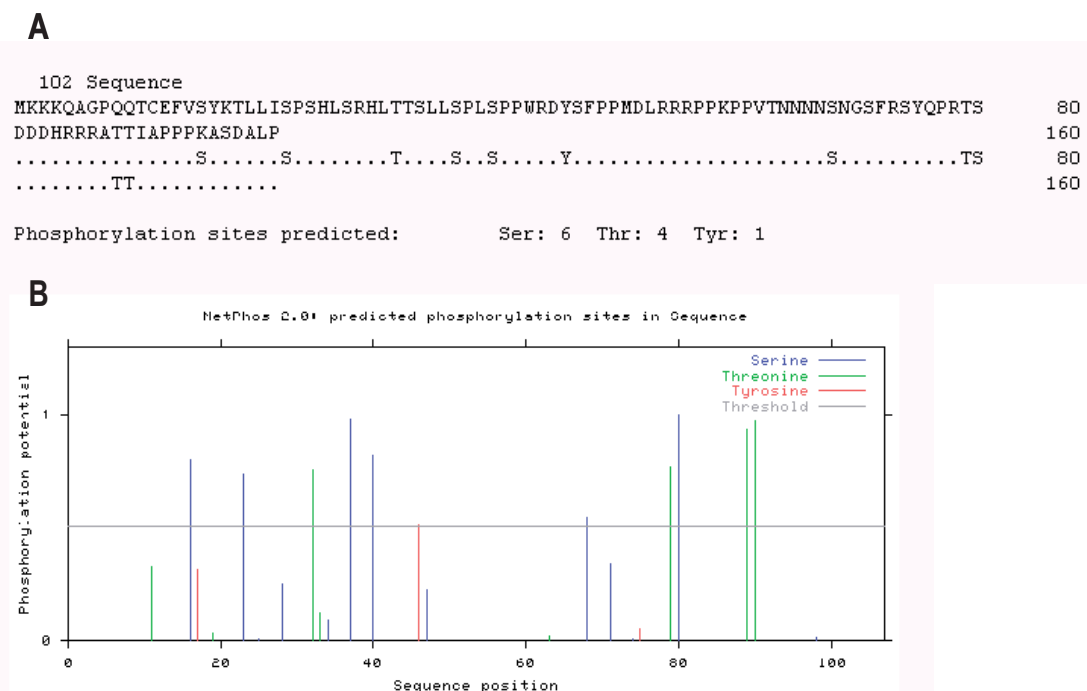 A
102 Sequence
MKKKQAGPQQTCEFVSYKTLLISPSHLSRHLTTSLLSPLSPPWRDYSFPPMDLRRRPPKPPVTNNNNSNGSFRSYQPRTS 80
DDDHRRRATTIAPPPKASDALP 160
...............S......S........T....S..S.....Y.....................S..........TS 80
........TT............ 160
Phosphorylation sites predicted: Ser: 6 Thr: 4 Tyr: 1
B
NetPhos 2.0: predicted phosphorylation sites in Sequence
Serine
Threonine
Tyrosine
Threshold
Phosphorylation potential
1
0
0 20 40 60 80 100
Sequence position